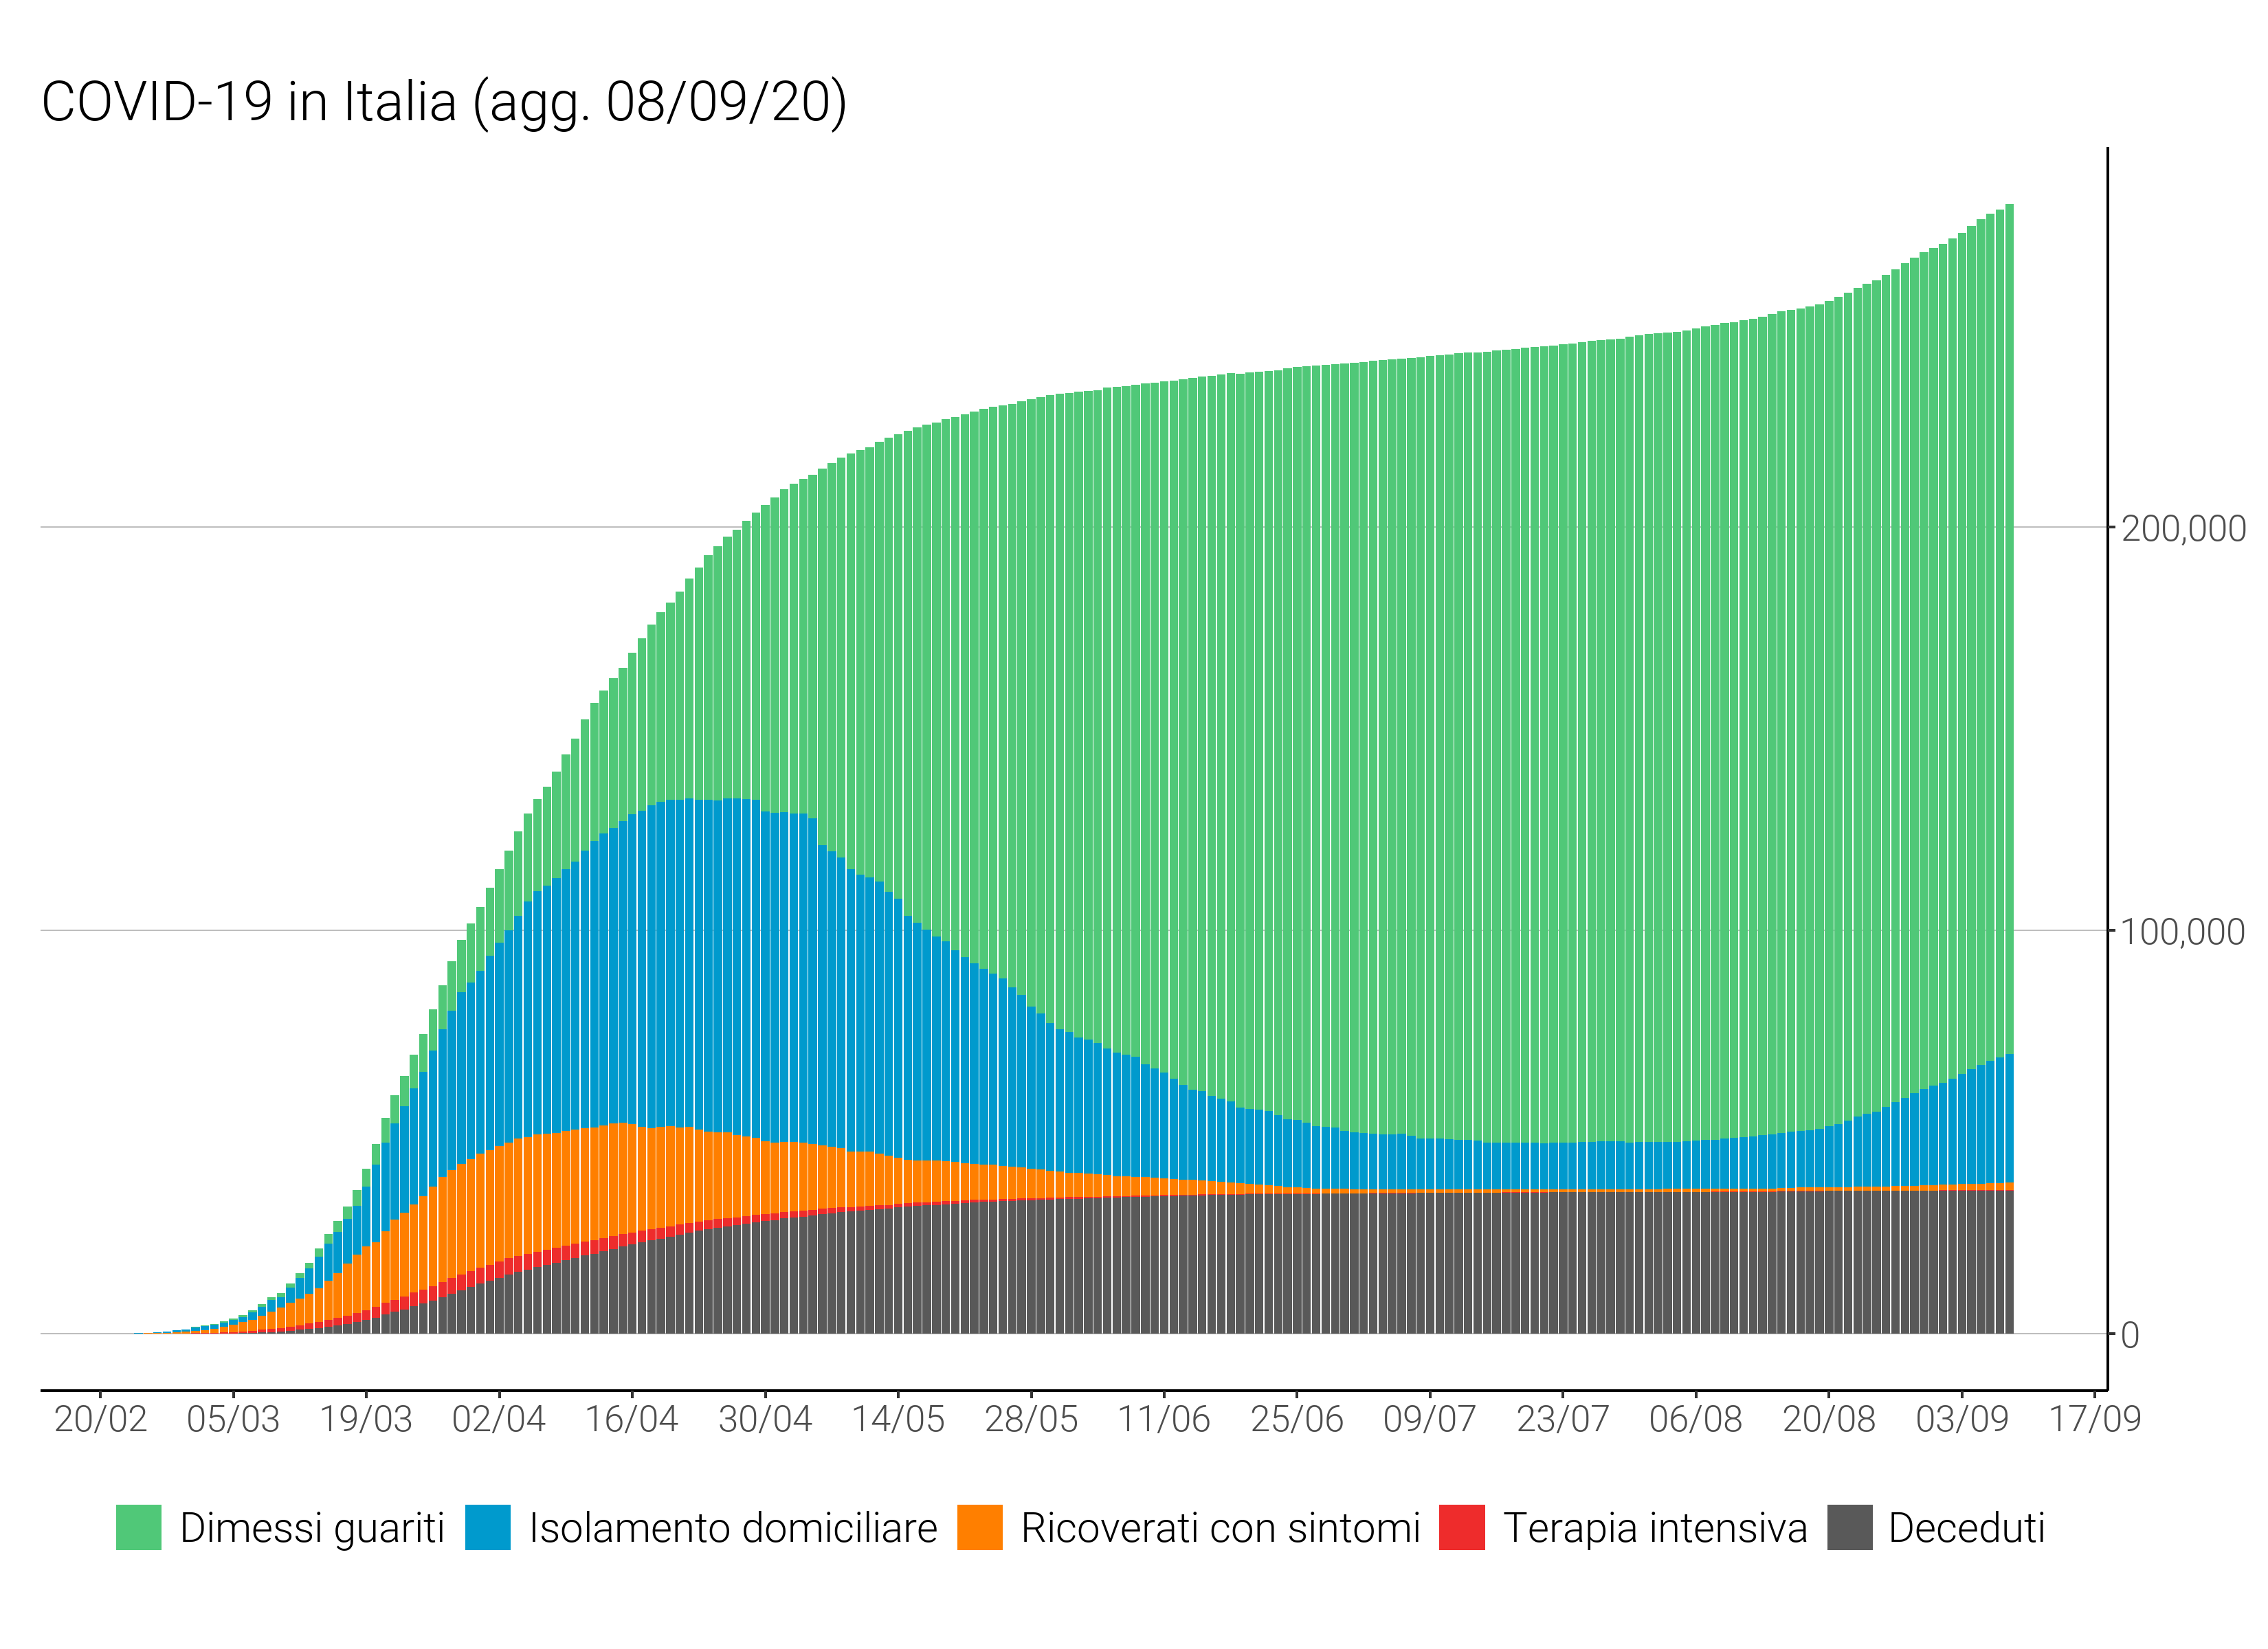 COVID-19 in Italia (agg. 08/09/20)
200,000
100,000
0
20/02 05/03 19/03 02/04 16/04 30/04 14/05 28/05 11/06 25/06 09/07 23/07 06/08 20/08 03/09 17/09
Dimessi guariti Isolamento domiciliare Ricoverati con sintomi Terapia intensiva Deceduti